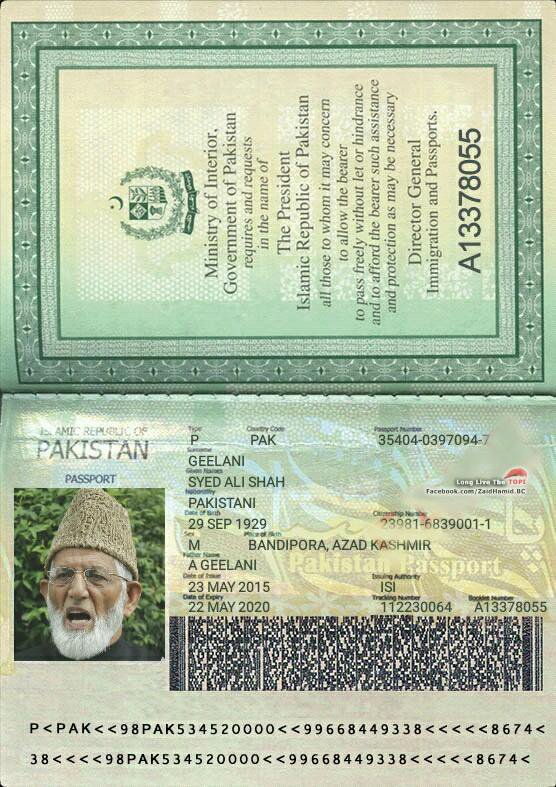 Ministry of Interior,
Government of Pakistan
requires and requests
in the name of
The President
Islamic Republic of Pakistan
all those to whom it may concern
to allow the bearer
to pass freely without let or hindrance
and to afford the bearer such assistance
and protection as may be necessary
Director General
Immigration and Passports.
A13378055
ISLAMIC REPUBLIC OF
PAKISTAN
PASSPORT
Type Country Code Passport Number
P PAK 35404-0397094-7
Surname
GEELANI
Given Names
SYED ALI SHAH
Nationality
PAKISTANI
Date of Birth Citizenship Number
29 SEP 1929 23981-6839001-1
Sex Place of Birth
M BANDIPORA, AZAD KASHMIR
Father Name
A GEELANI
Pakistan Passport
Date of Issue Issuing Authority
23 MAY 2015 ISI
Date of Expiry Tracking Number Booklet Number
22 MAY 2020 112230064 A13378055
Long Live The TOPI
Facebook.com/ZaidHamid.BC
P<PAK<<98PAK534520000<<99668449338<<<<<8674<
38<<<<98PAK534520000<<99668449338<<<<<8674<